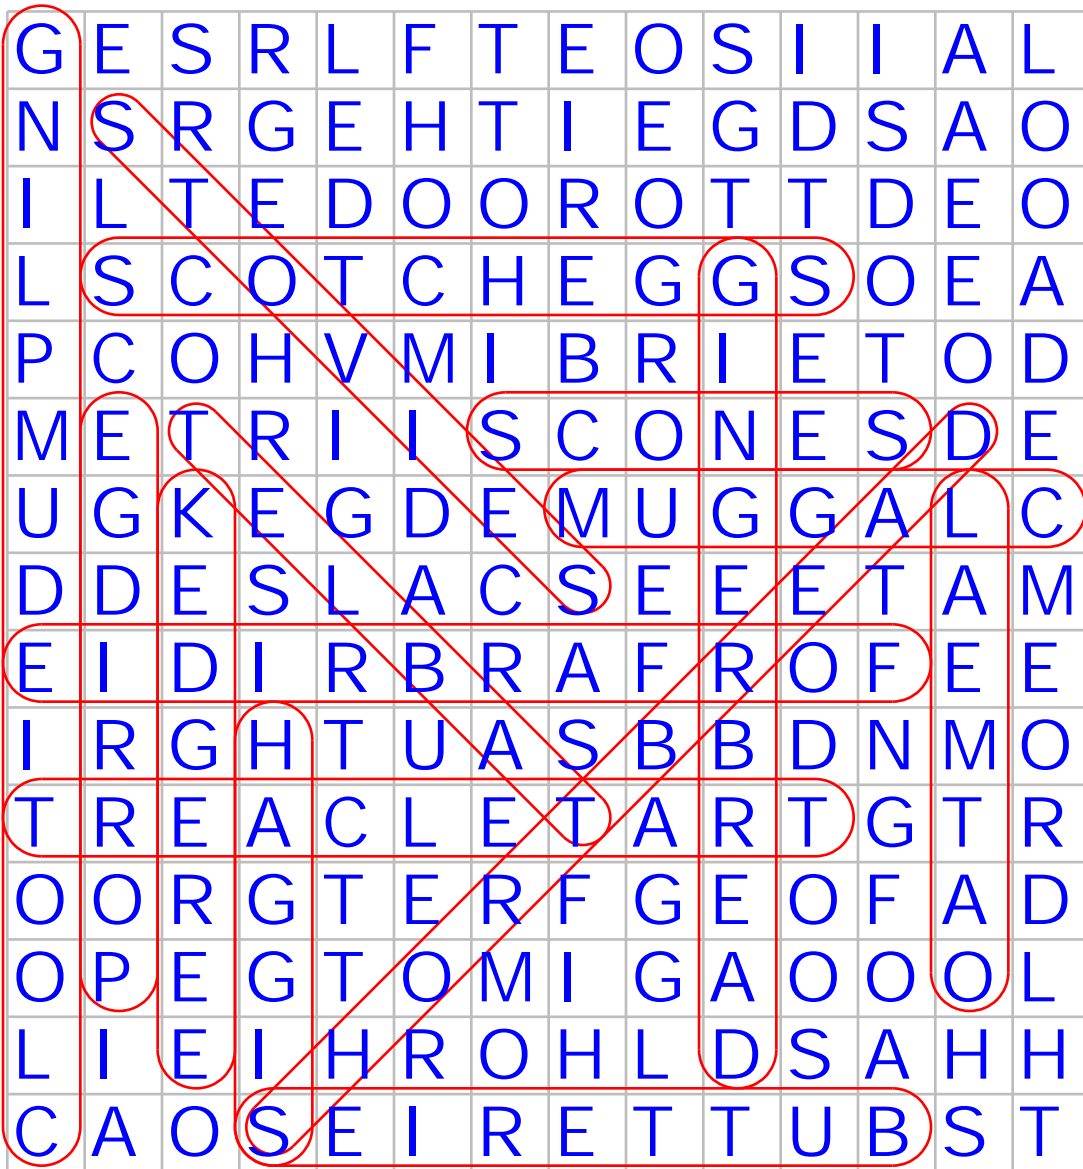 G E S R L F T E O S I I A L
N S R G E H T I E G D S A O
I L T E D O O R O T T D E O
L S C O T C H E G G S O E A
P C O H V M I B R I E T O D
M E T R I I S C O N E S D E
U G K E G D E M U G G A L C
D D E S L A C S E E E T A M
E I D I R B R A F R O F E E
I R G H T U A S B B D N M O
T R E A C L E T A R T G T R
O O R G T E R F G E O F A D
O P E G T O M I G A O O O L
L I E I H R O H L D S A H H
C A O S E I R E T T U B S T